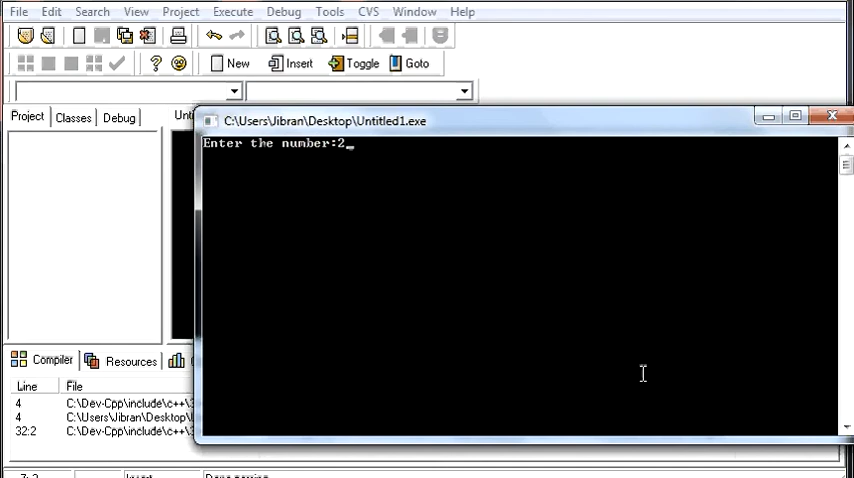 File Edit Search View Project Execute Debug Tools CVS Window Help
New Insert Toggle Goto
Project Classes Debug
C:\Users\Jibran\Desktop\Untitled1.exe
Enter the number:2_
Compiler Resources
Line File
4 C:\Dev-Cpp\include\c++\
4 C:\Users\Jibran\Desktop\
32:2 C:\Dev-Cpp\include\c++\